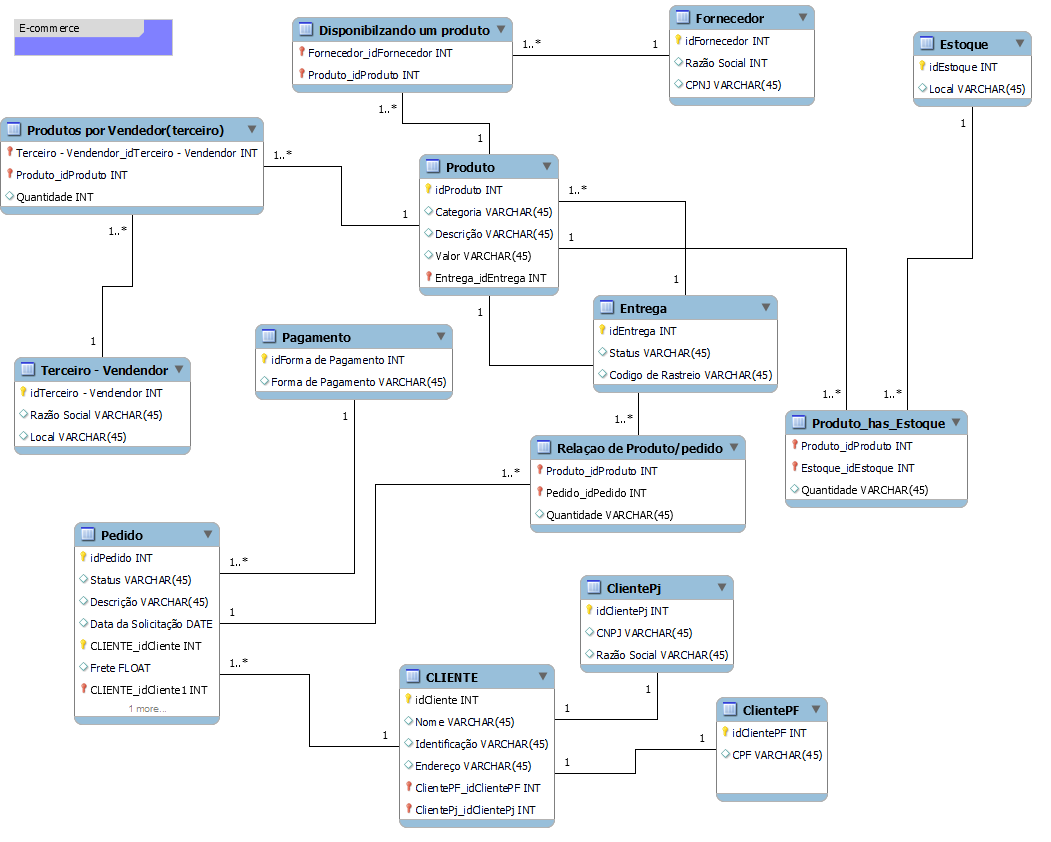 E-commerce
Disponibilzando um produto
Fornecedor_idFornecedor INT
Produto_idProduto INT
1..*
1
1..*
1
Fornecedor
idFornecedor INT
Razão Social INT
CPNJ VARCHAR(45)
Estoque
idEstoque INT
Local VARCHAR(45)
1
1..*
Produtos por Vendedor(terceiro)
Terceiro - Vendendor_idTerceiro - Vendendor INT
Produto_idProduto INT
Quantidade INT
1..*
1
1..*
1
Produto
idProduto INT
Categoria VARCHAR(45)
Descrição VARCHAR(45)
Valor VARCHAR(45)
Entrega_idEntrega INT
1..*
1
1
1..*
1
Entrega
idEntrega INT
Status VARCHAR(45)
Codigo de Rastreio VARCHAR(45)
1..*
Pagamento
idForma de Pagamento INT
Forma de Pagamento VARCHAR(45)
1
Terceiro - Vendendor
idTerceiro - Vendendor INT
Razão Social VARCHAR(45)
Local VARCHAR(45)
Produto_has_Estoque
Produto_idProduto INT
Estoque_idEstoque INT
Quantidade VARCHAR(45)
Relaçao de Produto/pedido
Produto_idProduto INT
Pedido_idPedido INT
Quantidade VARCHAR(45)
1..*
Pedido
idPedido INT
Status VARCHAR(45)
Descrição VARCHAR(45)
Data da Solicitação DATE
CLIENTE_idCliente INT
Frete FLOAT
CLIENTE_idCliente1 INT
1 more...
1..*
1
1..*
1
ClientePj
idClientePj INT
CNPJ VARCHAR(45)
Razão Social VARCHAR(45)
1
CLIENTE
idCliente INT
Nome VARCHAR(45)
Identificação VARCHAR(45)
Endereço VARCHAR(45)
ClientePF_idClientePF INT
ClientePj_idClientePj INT
1
1
1
ClientePF
idClientePF INT
CPF VARCHAR(45)